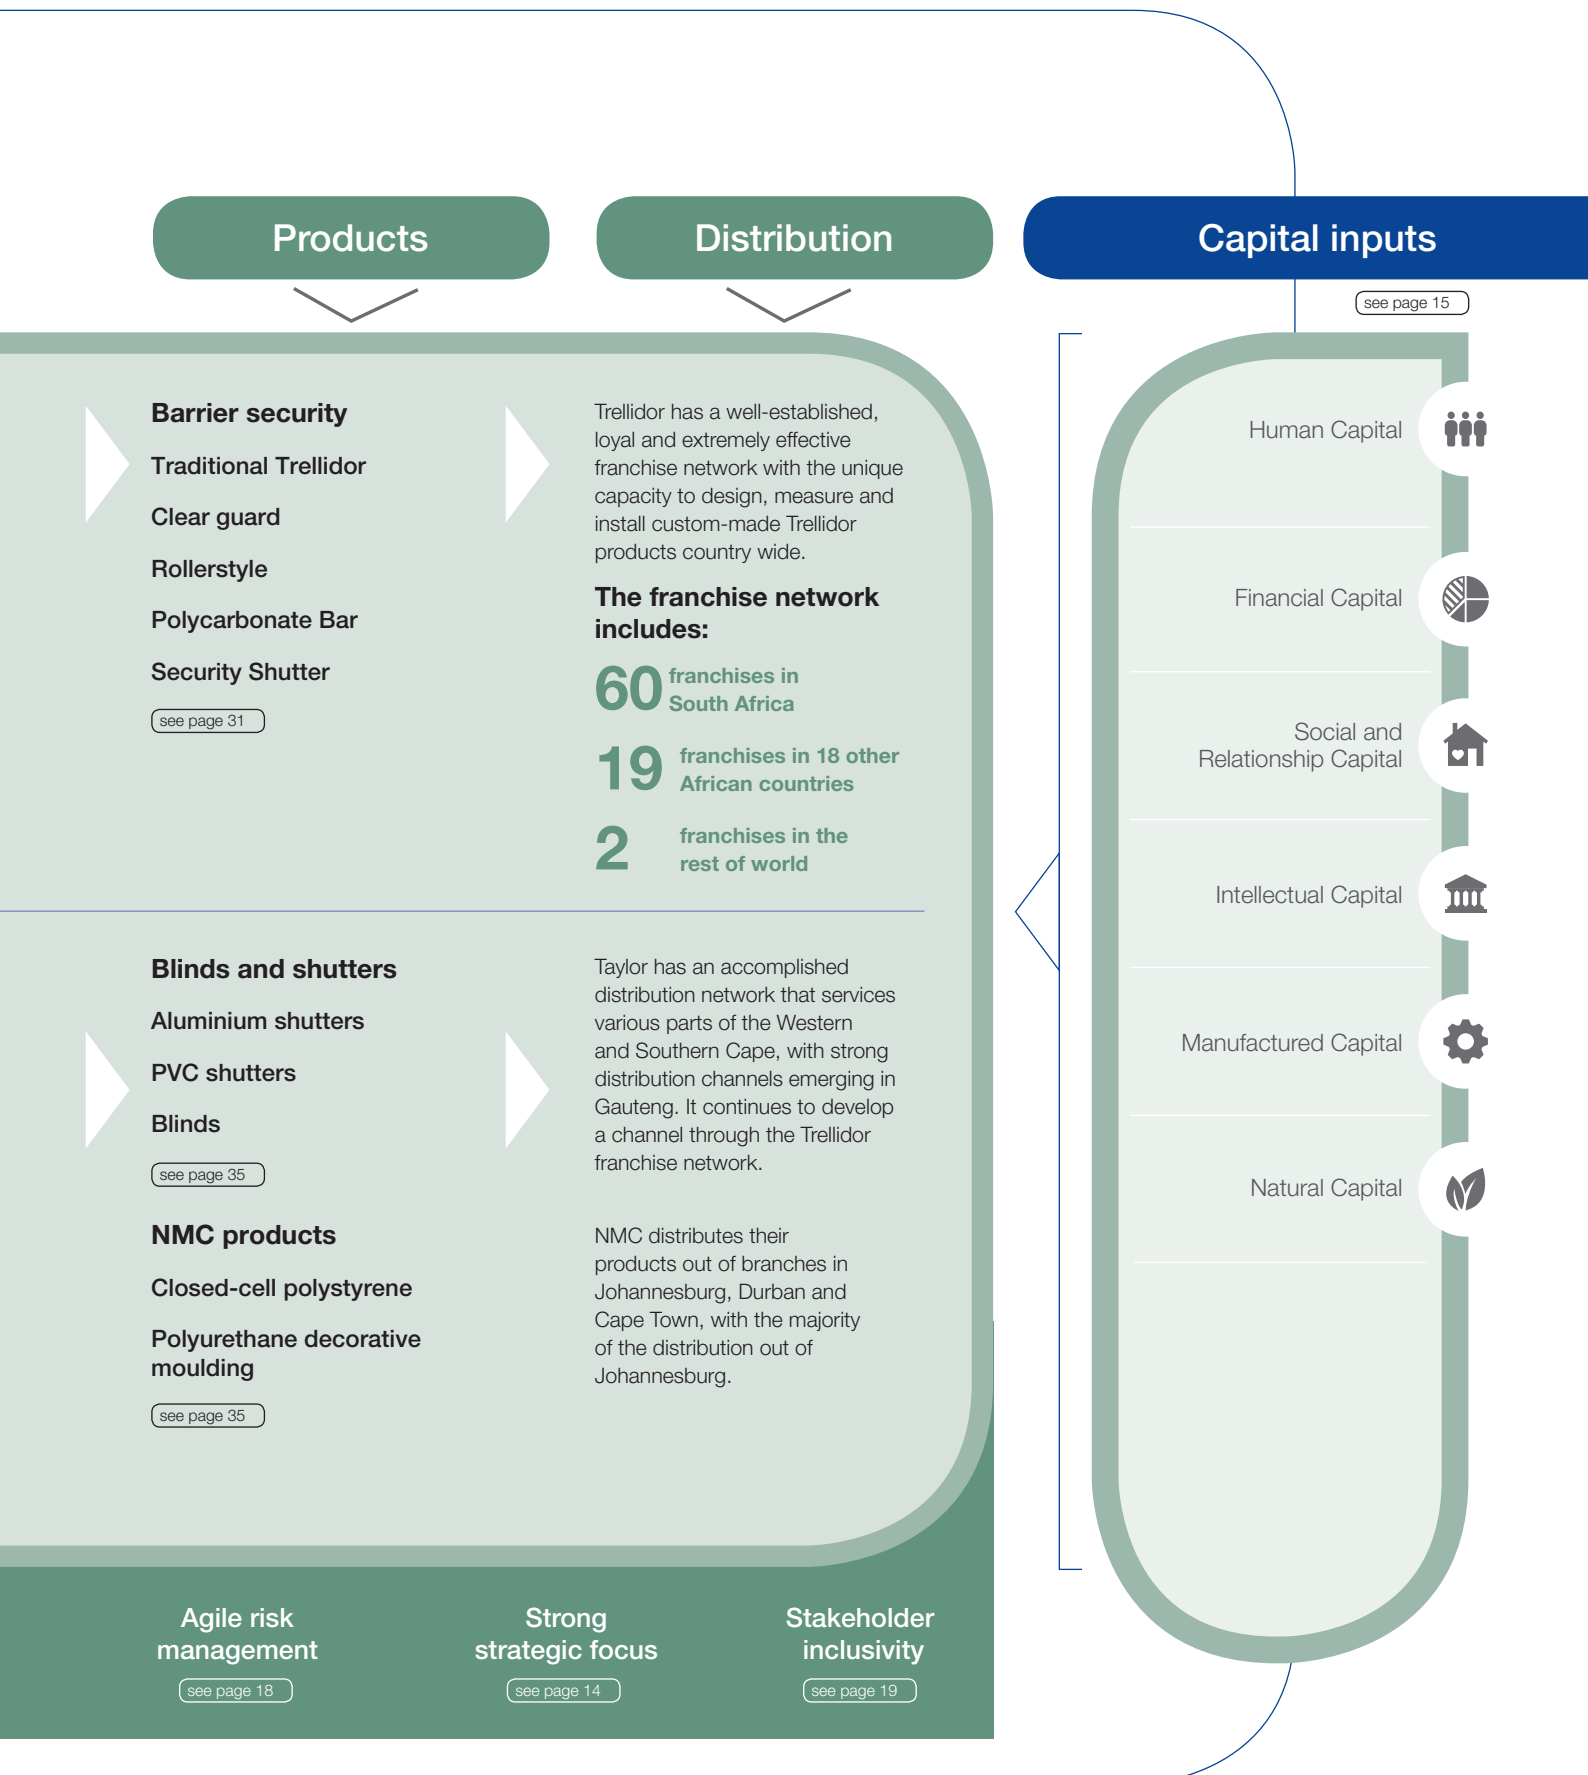 Products
Distribution
Capital inputs
see page 15
Barrier security
Traditional Trellidor
Clear guard
Rollerstyle
Polycarbonate Bar
Security Shutter
see page 31
Trellidor has a well-established,
loyal and extremely effective
franchise network with the unique
capacity to design, measure and
install custom-made Trellidor
products country wide.
The franchise network
includes:
60 franchises in
South Africa
19 franchises in 18 other
African countries
2 franchises in the
rest of world
Blinds and shutters
Aluminium shutters
PVC shutters
Blinds
see page 35
Taylor has an accomplished
distribution network that services
various parts of the Western
and Southern Cape, with strong
distribution channels emerging in
Gauteng. It continues to develop
a channel through the Trellidor
franchise network.
NMC products
Closed-cell polystyrene
Polyurethane decorative
moulding
see page 35
NMC distributes their
products out of branches in
Johannesburg, Durban and
Cape Town, with the majority
of the distribution out of
Johannesburg.
Human Capital
Financial Capital
Social and
Relationship Capital
Intellectual Capital
Manufactured Capital
Natural Capital
Agile risk
management
see page 18
Strong
strategic focus
see page 14
Stakeholder
inclusivity
see page 19